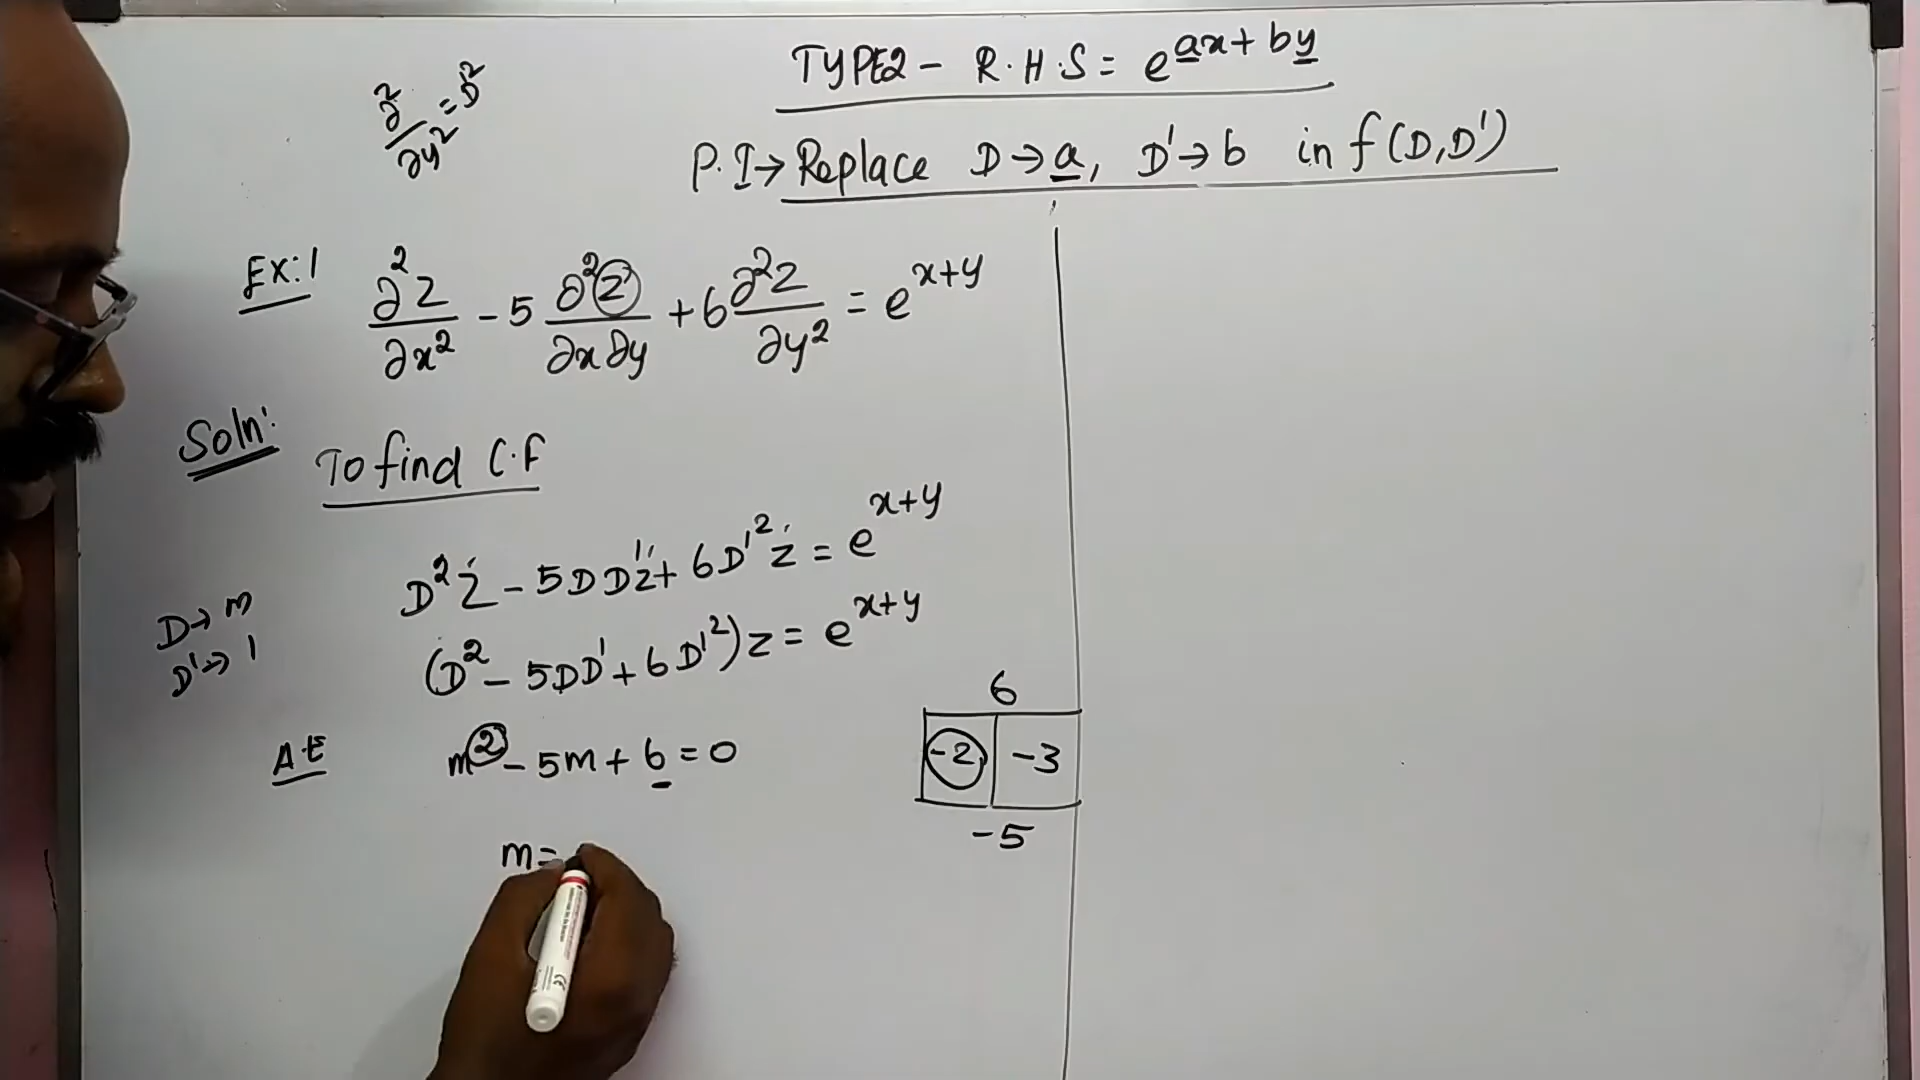 TYPE2 - R.H.S = e^{ax+by}
∂²/∂y² = D²
P.I → Replace D → a, D' → b in f(D,D')
Ex:1 ∂²z/∂x² - 5 ∂²z/∂x∂y + 6 ∂²z/∂y² = e^{x+y}
Soln:
To find C.F
D²z - 5DD'z + 6D'²z = e^{x+y}
D → m
D' → 1
(D² - 5DD' + 6D'²)z = e^{x+y}
A.E m² - 5m + 6 = 0
6
-2 -3
-5
m =